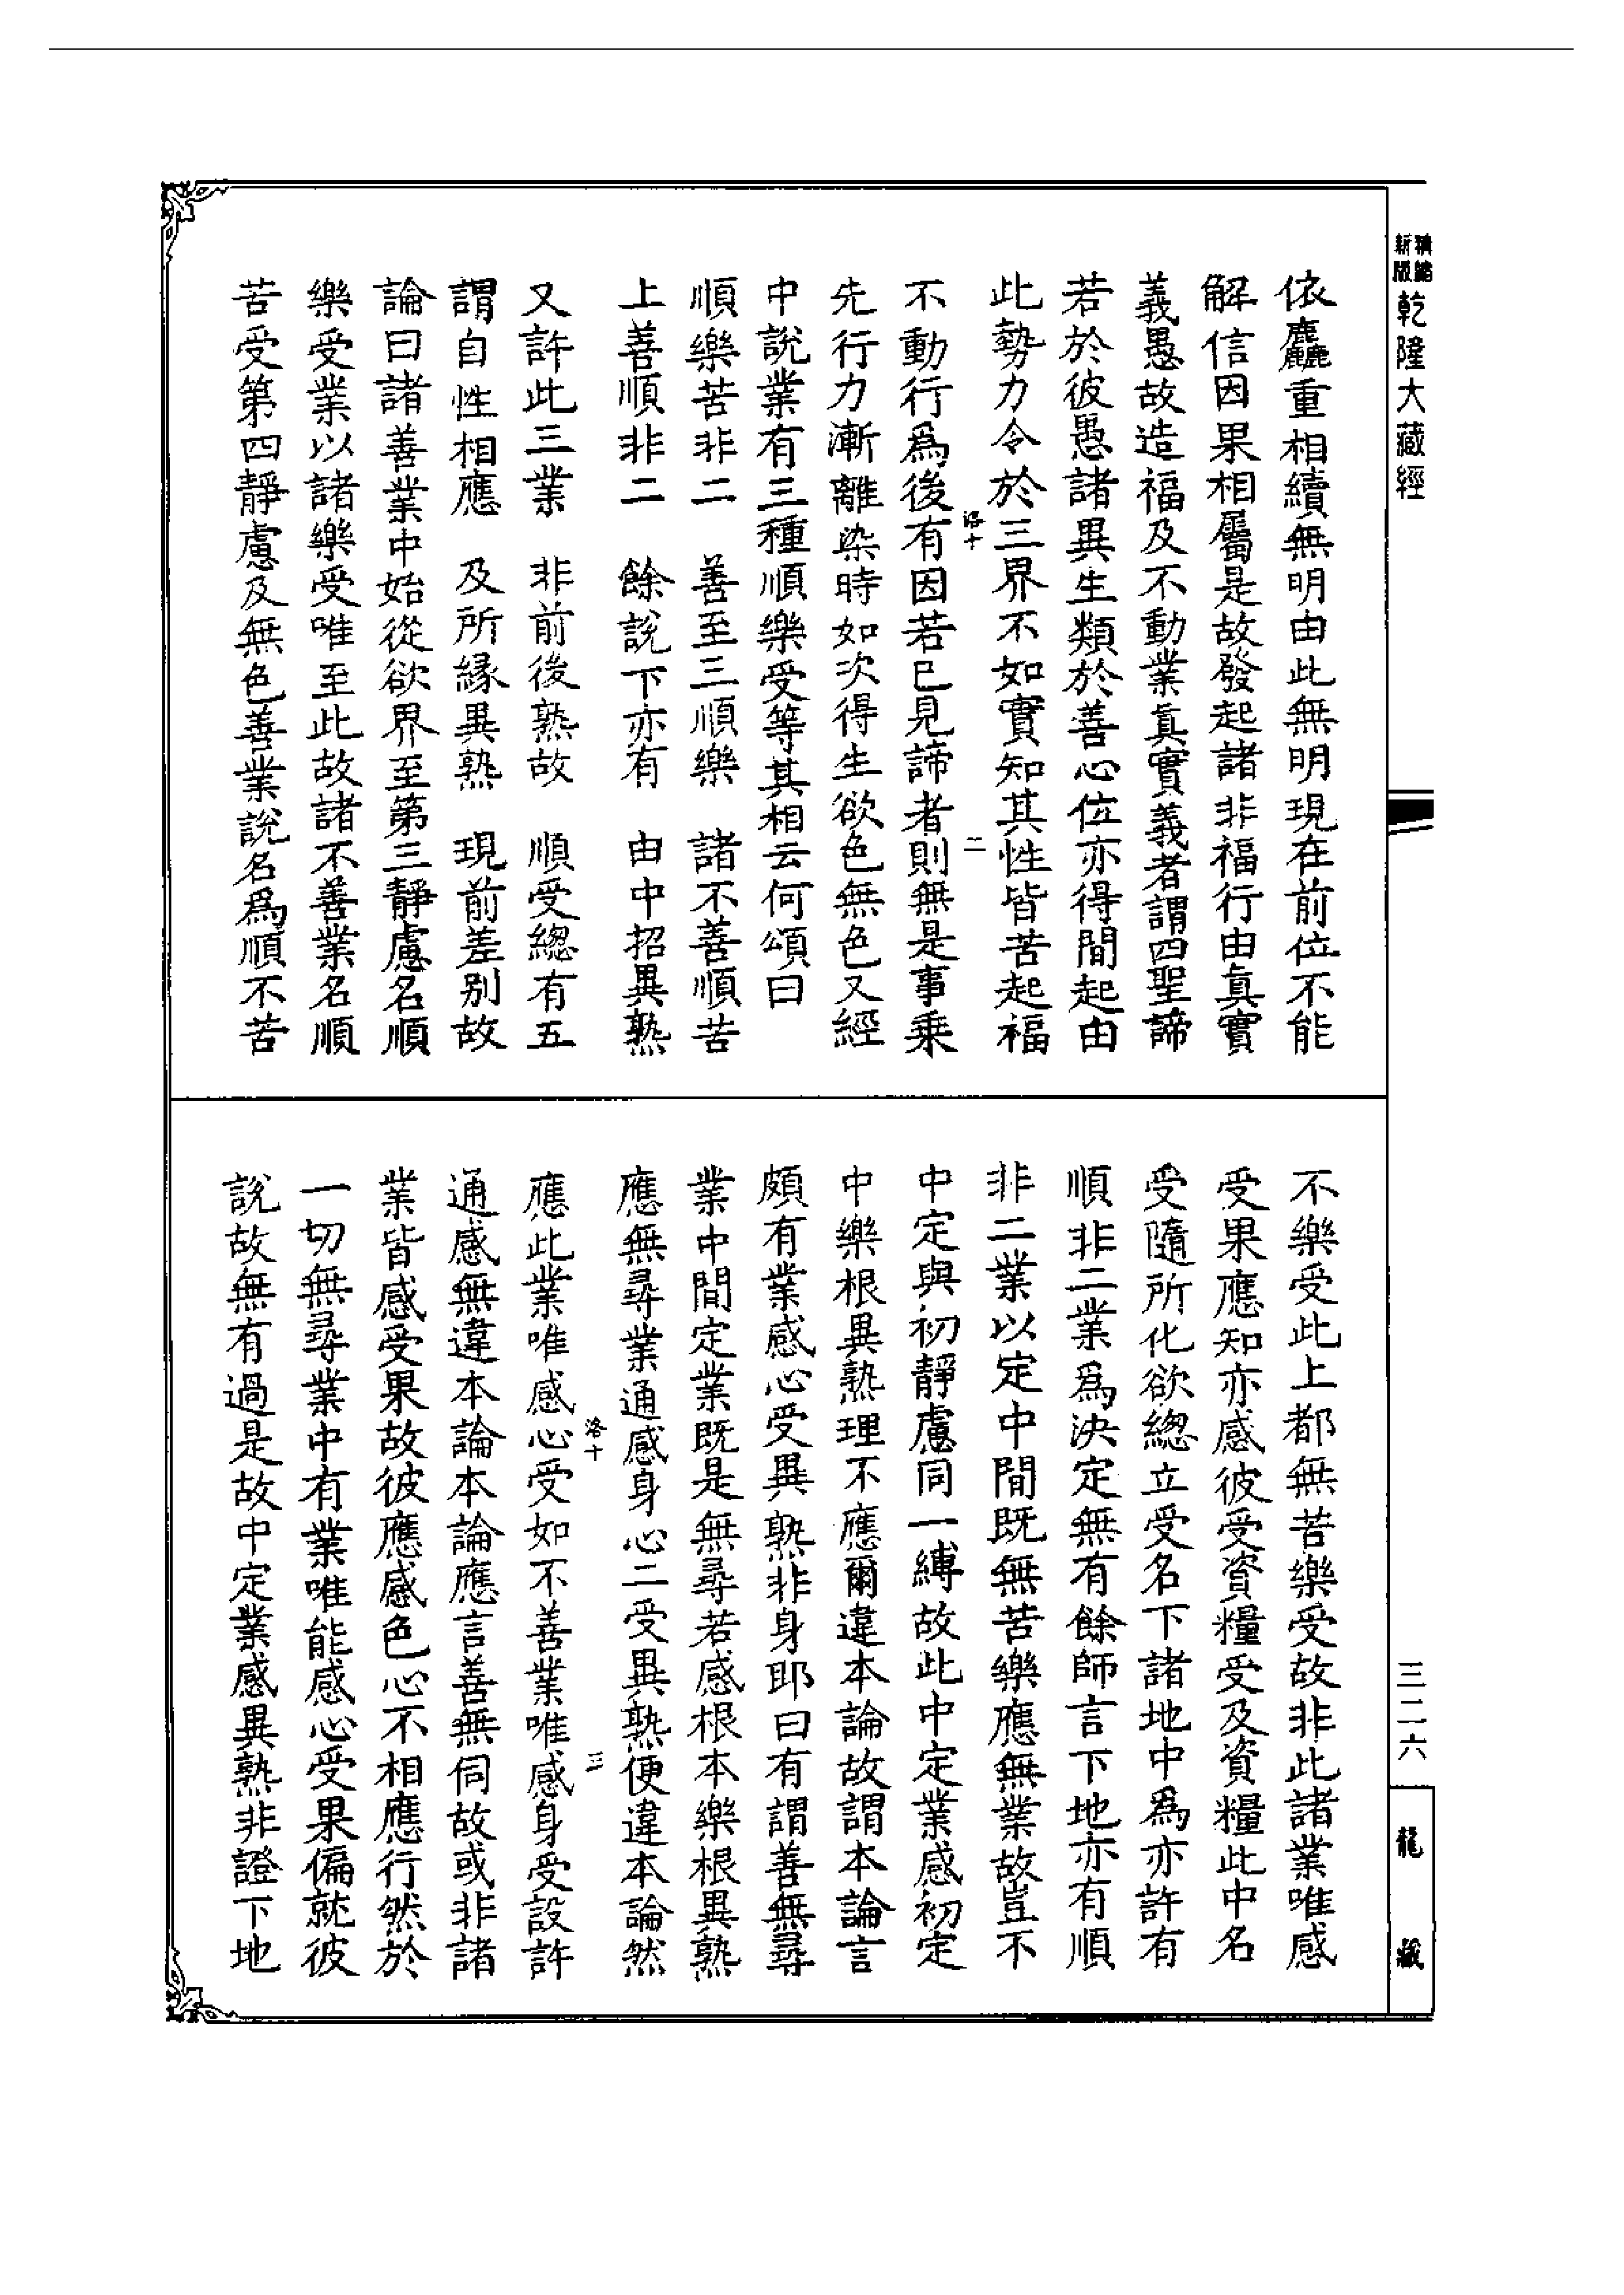 精縮新版乾隆大藏經
三二六
龍藏
依麤重相續無明由此無明現在前位不能
解信因果相屬是故發起諸非福行由真實
義愚故造福及不動業真實義者謂四聖諦
若於彼愚諸異生類於善心位亦得間起由
此勢力令於三界不如實知其性皆苦起福
洛十 二
不動行為後有因若已見諦者則無是事乘
先行力漸離染時如次得生欲色無色又經
中說業有三種順樂受等其相云何頌曰
順樂苦非二 善至三順樂 諸不善順苦
上善順非二 餘說下亦有 由中招異熟
又許此三業 非前後熟故 順受總有五
謂自性相應 及所緣異熟 現前差別故
論曰諸善業中始從欲界至第三靜慮名順
樂受業以諸樂受唯至此故諸不善業名順
苦受第四靜慮及無色善業說名為順不苦
不樂受此上都無苦樂受故非此諸業唯感
受果應知亦感彼受資糧受及資糧此中名
受隨所化欲總立受名下諸地中為亦許有
順非二業為決定無有餘師言下地亦有順
非二業以定中間既無苦樂應無業故豈不
中定與初靜慮同一縛故此中定業感初定
中樂根異熟理不應爾違本論故謂本論言
頗有業感心受異熟非身耶曰有謂善無尋
業中間定業既是無尋若感根本樂根異熟
應無尋業通感身心二受異熟便違本論然
洛十 三
應此業唯感心受如不善業唯感身受設許
通感無違本論本論應言善無伺故或非諸
業皆感受果故彼應感色心不相應行然於
一切無尋業中有業唯能感心受果偏就彼
說故無有過是故中定業感異熟非證下地